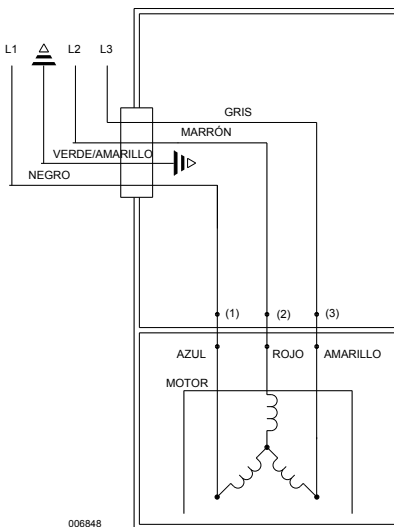 L1 L2 L3
GRIS
MARRÓN
VERDE/AMARILLO
NEGRO
(1) (2) (3)
AZUL ROJO AMARILLO
MOTOR
006848